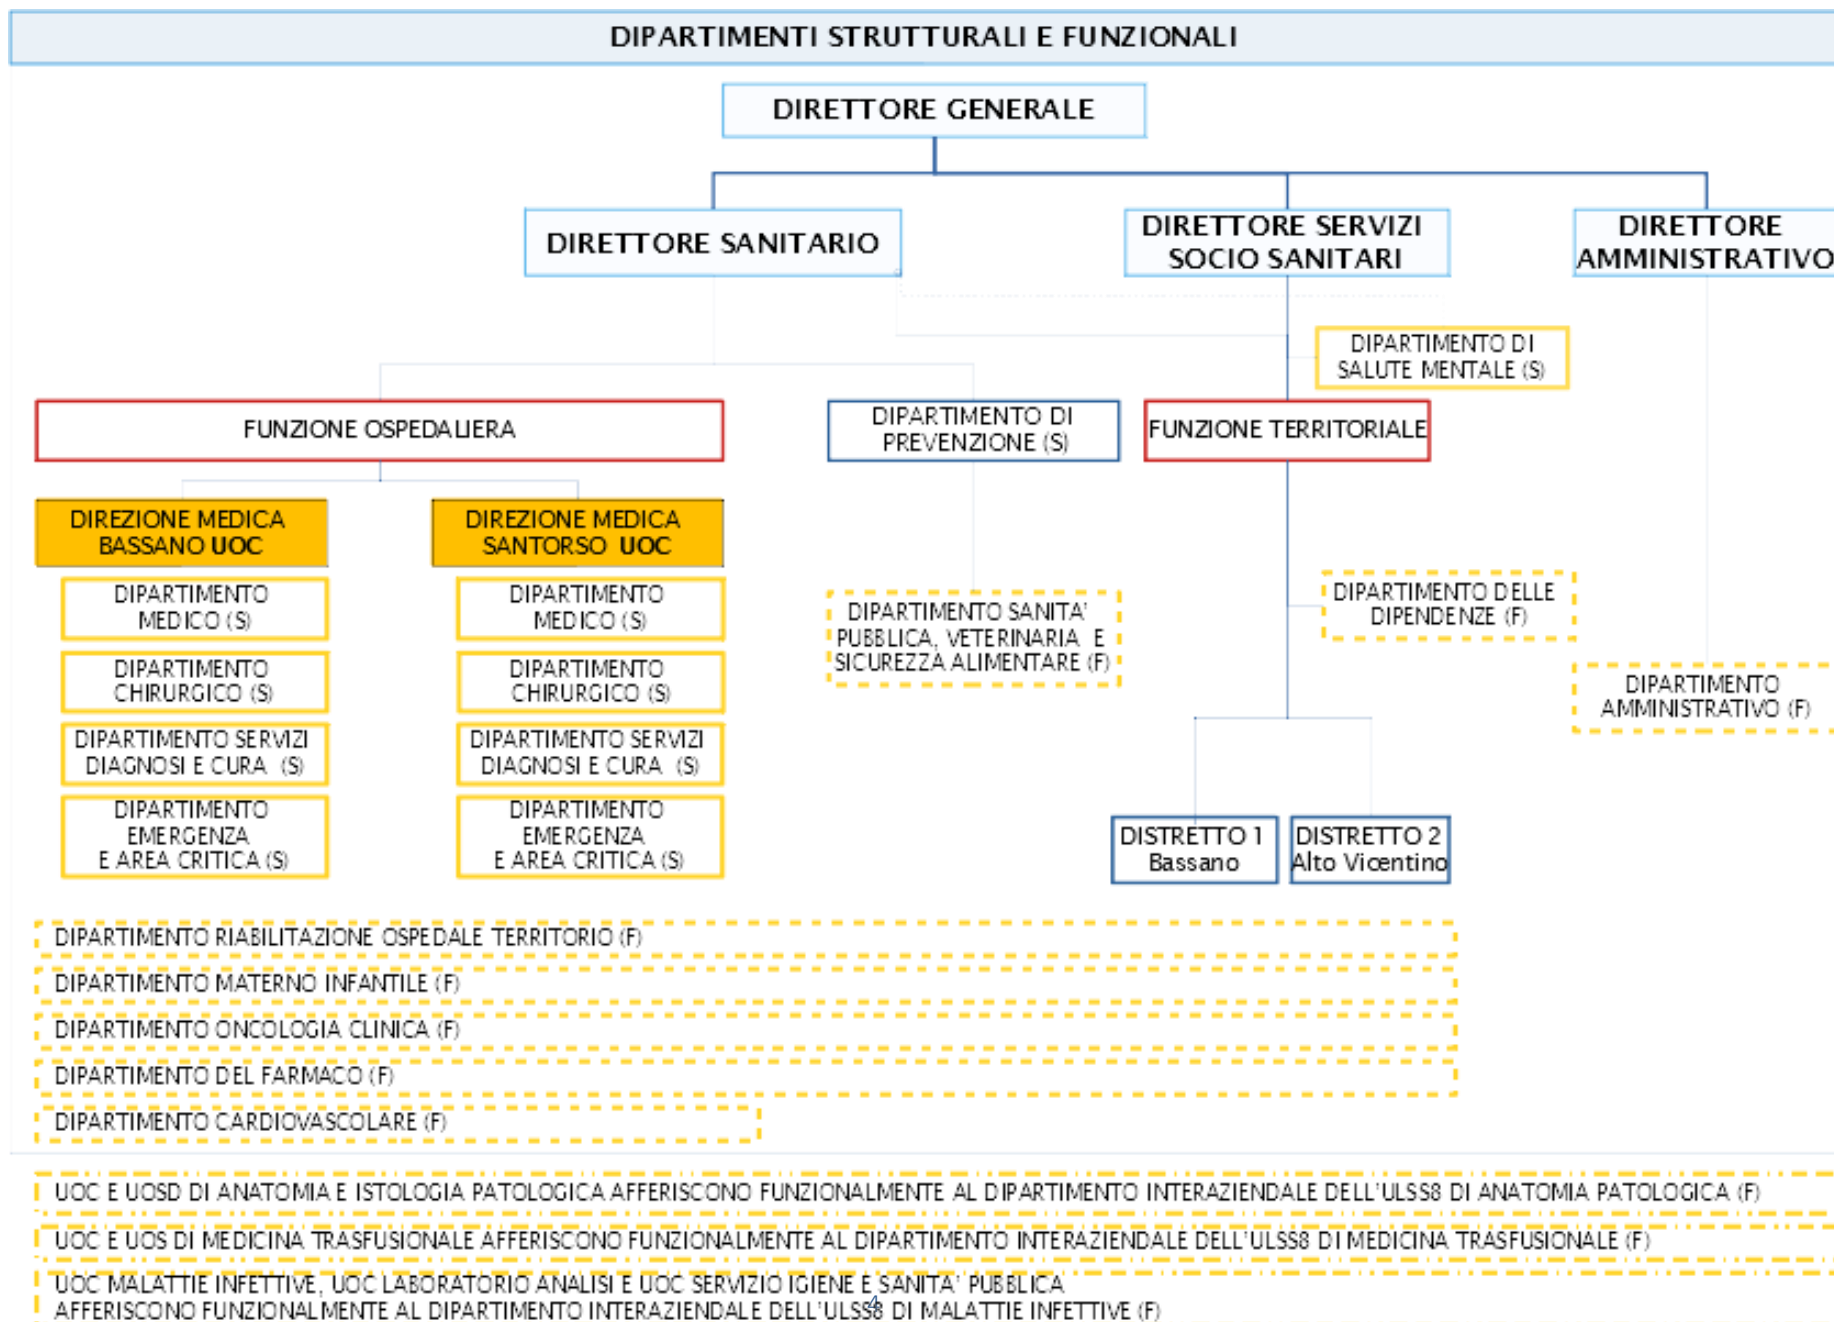 DIPARTIMENTI STRUTTURALI E FUNZIONALI
DIRETTORE GENERALE
DIRETTORE SANITARIO
DIRETTORE SERVIZI
SOCIO SANITARI
DIRETTORE
AMMINISTRATIVO
DIPARTIMENTO DI
SALUTE MENTALE (S)
FUNZIONE OSPEDALIERA
DIPARTIMENTO DI
PREVENZIONE (S)
FUNZIONE TERRITORIALE
DIREZIONE MEDICA
BASSANO UOC
DIREZIONE MEDICA
SANTORSO UOC
DIPARTIMENTO
MEDICO (S)
DIPARTIMENTO
MEDICO (S)
DIPARTIMENTO SANITA'
PUBBLICA, VETERINARIA E
SICUREZZA ALIMENTARE (F)
DIPARTIMENTO DELLE
DIPENDENZE (F)
DIPARTIMENTO
CHIRURGICO (S)
DIPARTIMENTO
CHIRURGICO (S)
DIPARTIMENTO
AMMINISTRATIVO (F)
DIPARTIMENTO SERVIZI
DIAGNOSI E CURA (S)
DIPARTIMENTO SERVIZI
DIAGNOSI E CURA (S)
DIPARTIMENTO
EMERGENZA
E AREA CRITICA (S)
DIPARTIMENTO
EMERGENZA
E AREA CRITICA (S)
DISTRETTO 1
Bassano
DISTRETTO 2
Alto Vicentino
DIPARTIMENTO RIABILITAZIONE OSPEDALE TERRITORIO (F)
DIPARTIMENTO MATERNO INFANTILE (F)
DIPARTIMENTO ONCOLOGIA CLINICA (F)
DIPARTIMENTO DEL FARMACO (F)
DIPARTIMENTO CARDIOVASCOLARE (F)
UOC E UOSD DI ANATOMIA E ISTOLOGIA PATOLOGICA AFFERISCONO FUNZIONALMENTE AL DIPARTIMENTO INTERAZIENDALE DELL'ULSS8 DI ANATOMIA PATOLOGICA (F)
UOC E UOS DI MEDICINA TRASFUSIONALE AFFERISCONO FUNZIONALMENTE AL DIPARTIMENTO INTERAZIENDALE DELL'ULSS8 DI MEDICINA TRASFUSIONALE (F)
UOC MALATTIE INFETTIVE, UOC LABORATORIO ANALISI E UOC SERVIZIO IGIENE E SANITA' PUBBLICA
AFFERISCONO FUNZIONALMENTE AL DIPARTIMENTO INTERAZIENDALE DELL'ULSS8 DI MALATTIE INFETTIVE (F)
4